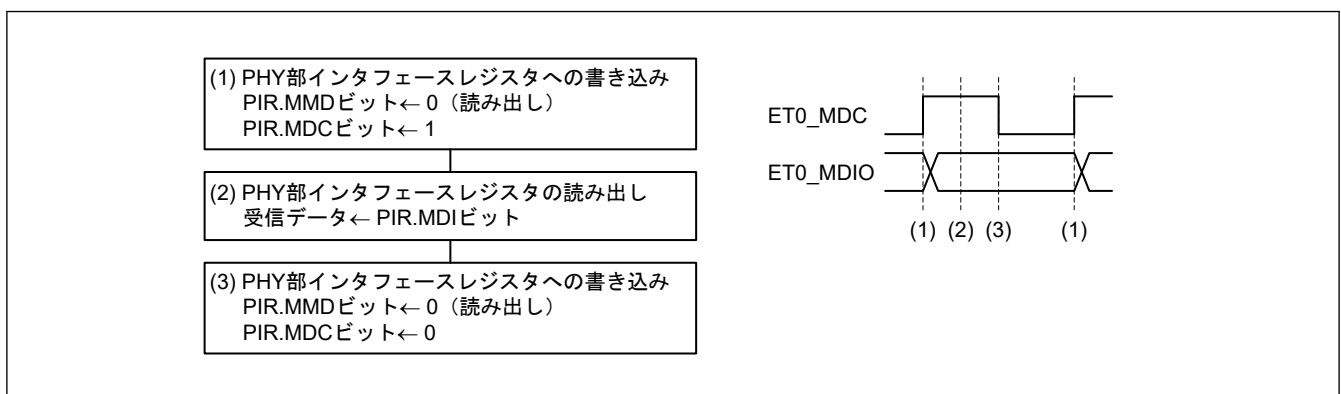 (1) PHY部インタフェースレジスタへの書き込み
PIR.MMDビット← 0（読み出し）
PIR.MDCビット← 1
(2) PHY部インタフェースレジスタの読み出し
受信データ← PIR.MDIビット
(3) PHY部インタフェースレジスタへの書き込み
PIR.MMDビット← 0（読み出し）
PIR.MDCビット← 0
ET0_MDC
ET0_MDIO
(1) (2) (3) (1)